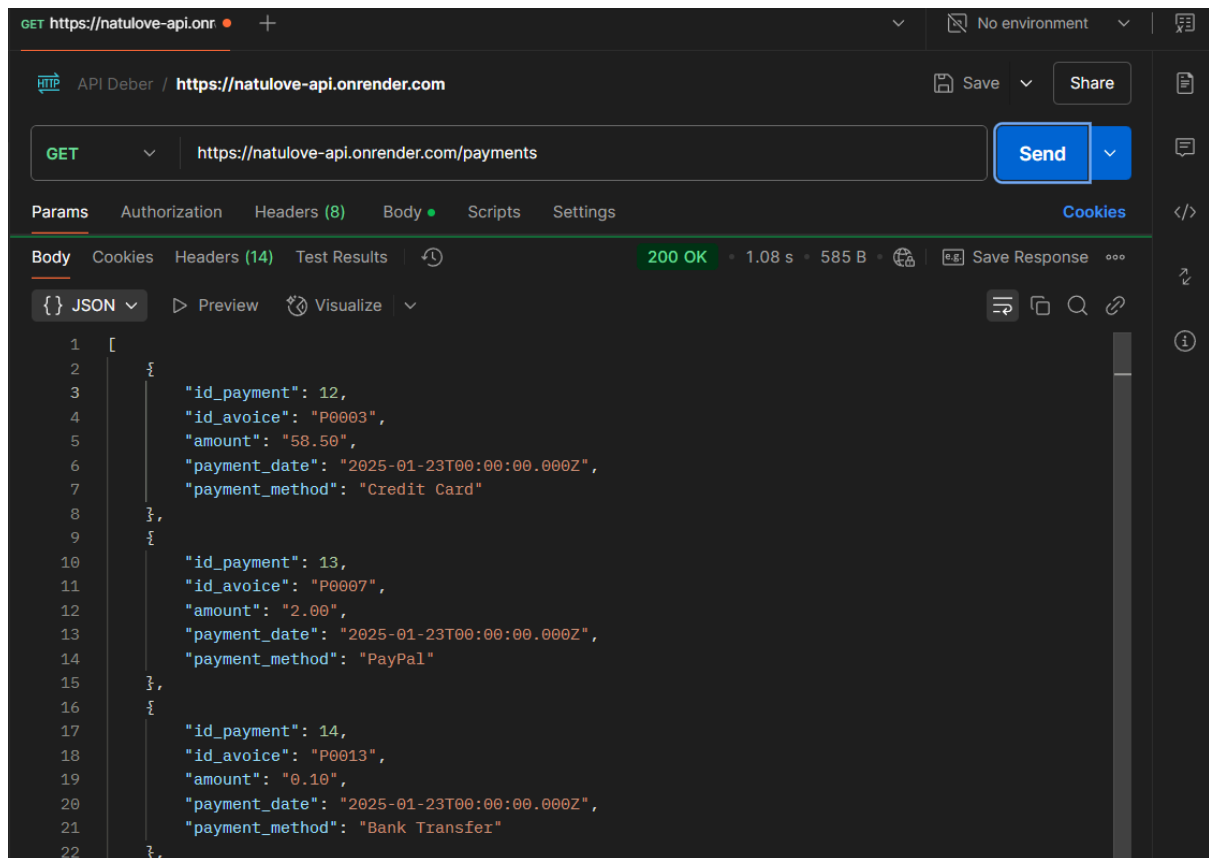 GET https://natulove-api.onr
No environment
HTTP API Deber / https://natulove-api.onrender.com
Save
Share
GET
https://natulove-api.onrender.com/payments
Send
Params Authorization Headers (8) Body Scripts Settings
Cookies
Body Cookies Headers (14) Test Results
200 OK • 1.08 s • 585 B
e.g. Save Response
{} JSON
Preview
Visualize
1 [
2 {
3 "id_payment": 12,
4 "id_avoice": "P0003",
5 "amount": "58.50",
6 "payment_date": "2025-01-23T00:00:00.000Z",
7 "payment_method": "Credit Card"
8 },
9 {
10 "id_payment": 13,
11 "id_avoice": "P0007",
12 "amount": "2.00",
13 "payment_date": "2025-01-23T00:00:00.000Z",
14 "payment_method": "PayPal"
15 },
16 {
17 "id_payment": 14,
18 "id_avoice": "P0013",
19 "amount": "0.10",
20 "payment_date": "2025-01-23T00:00:00.000Z",
21 "payment_method": "Bank Transfer"
22 },